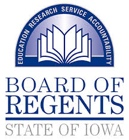 EDUCATION RESEARCH SERVICE ACCOUNTABILITY
BOARD OF
REGENTS
STATE OF IOWA